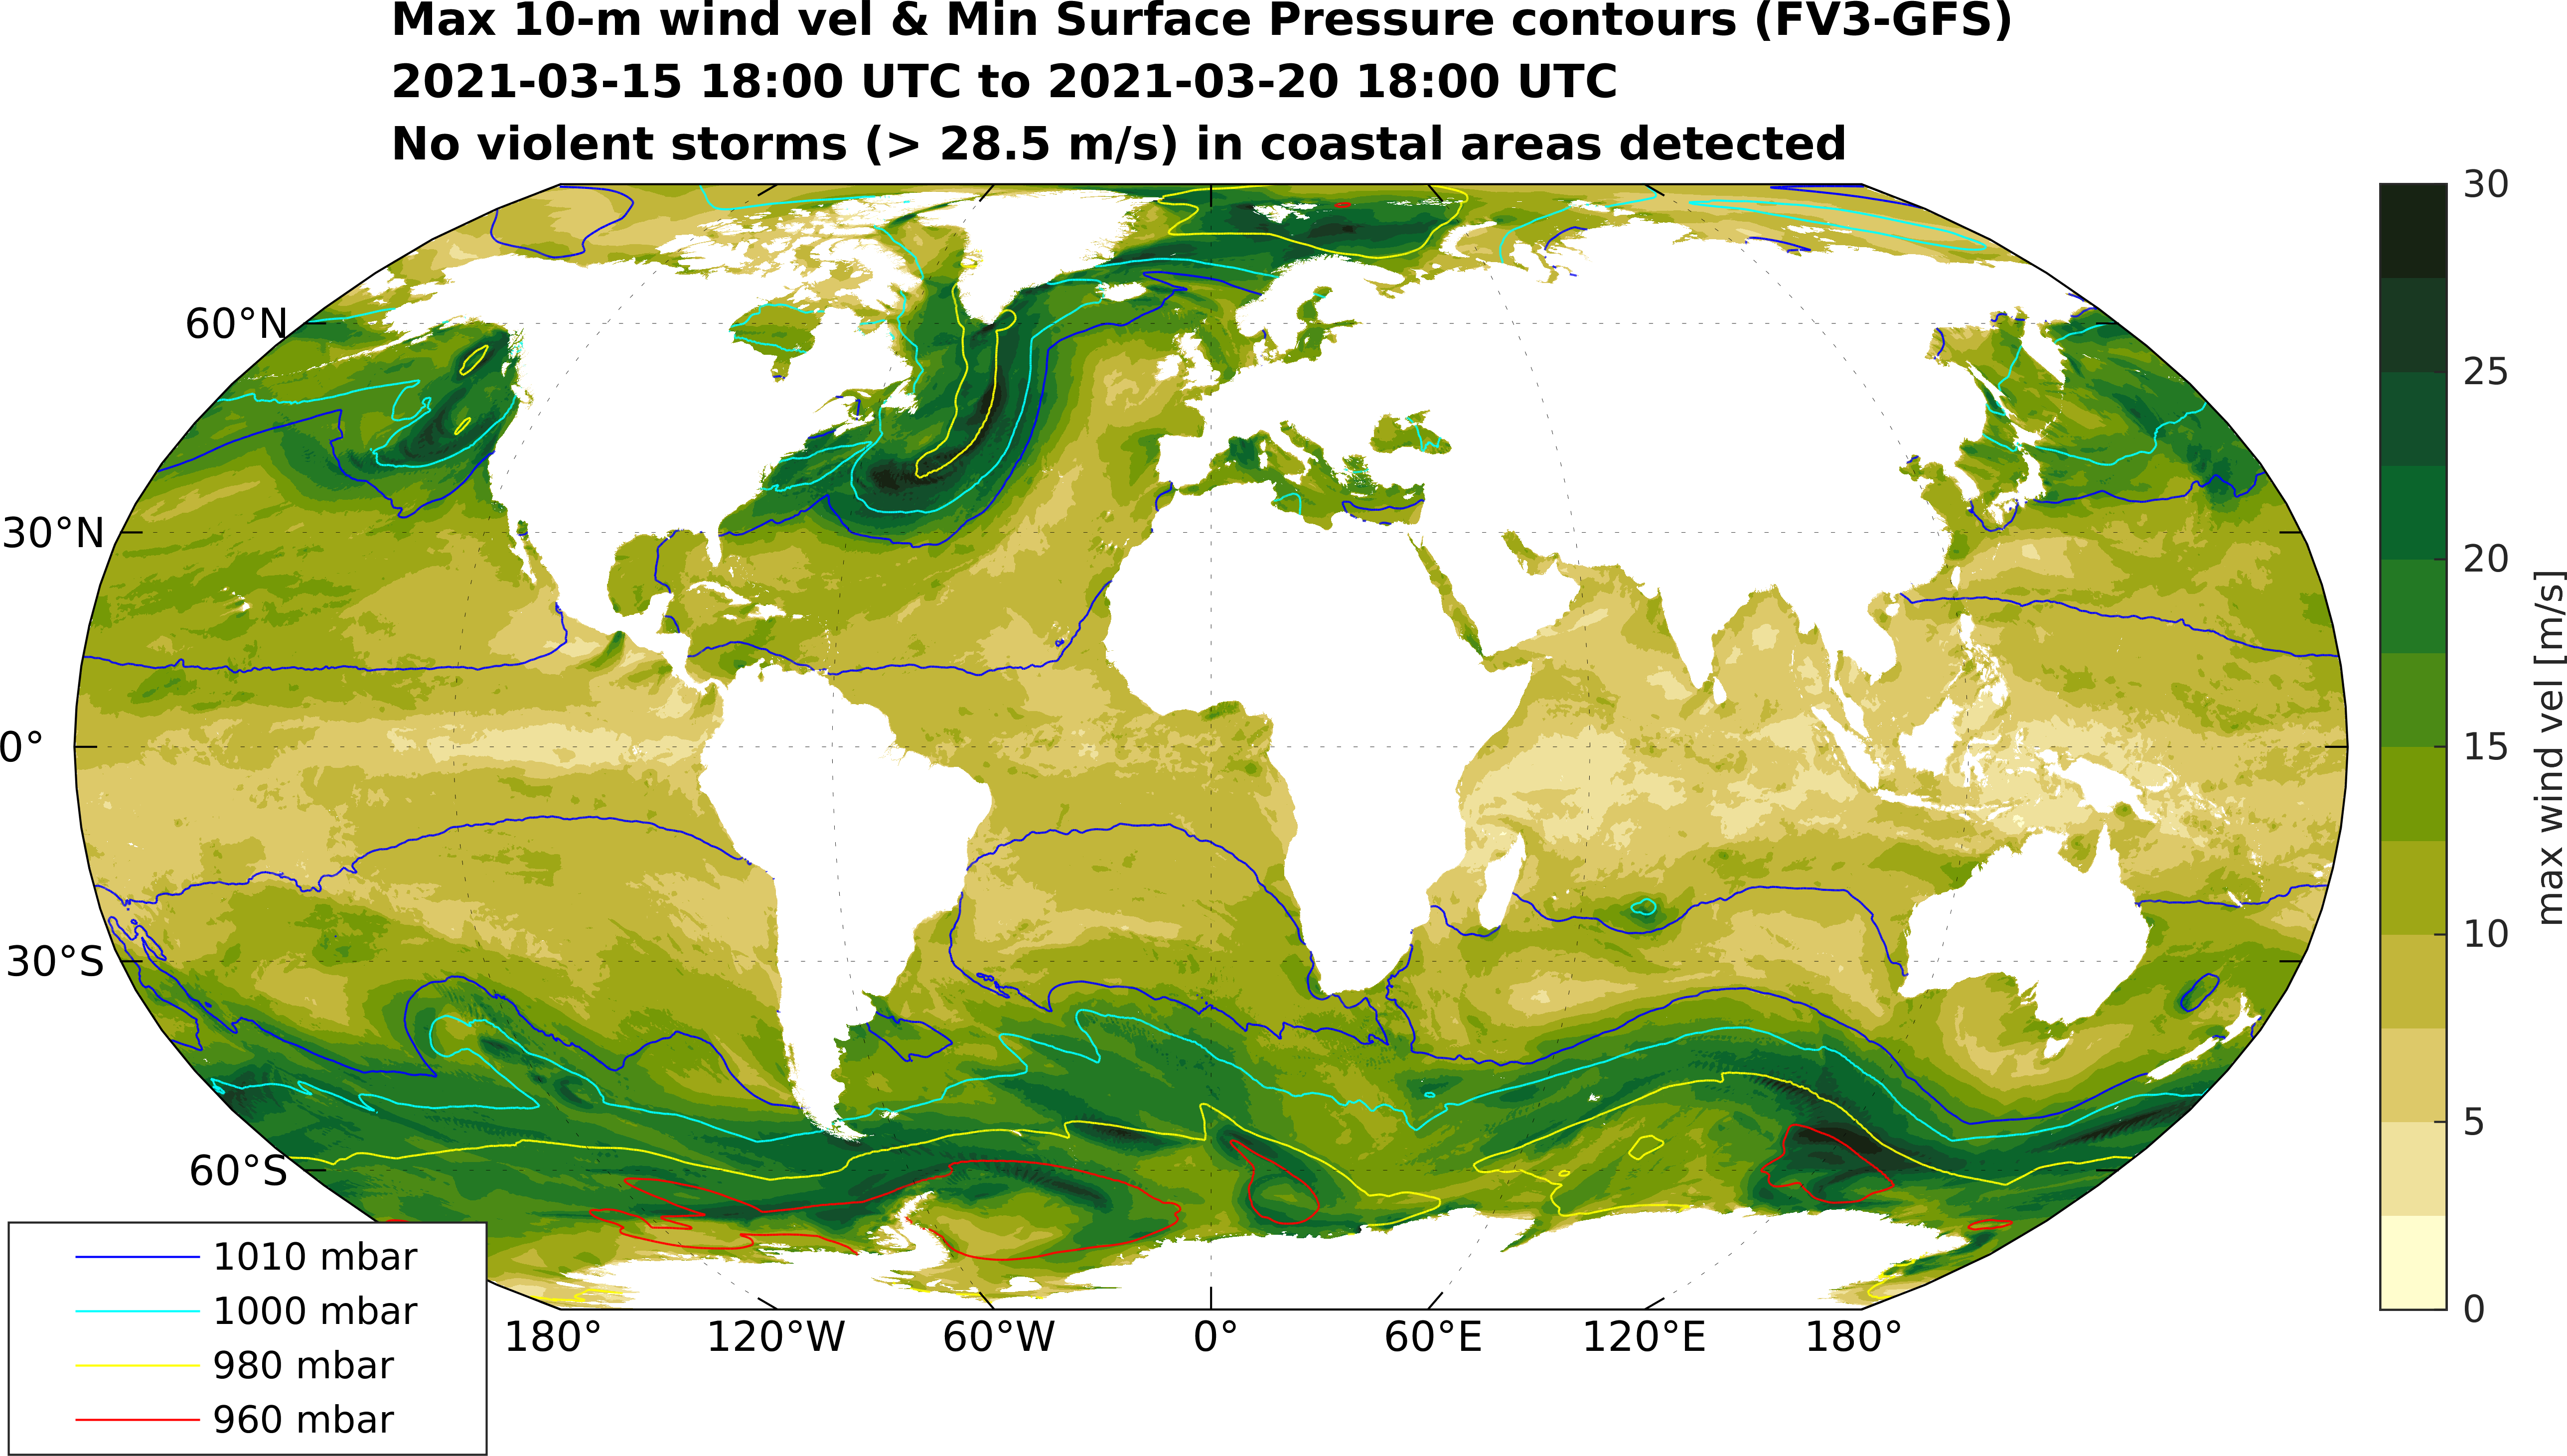 Max 10-m wind vel & Min Surface Pressure contours (FV3-GFS)
2021-03-15 18:00 UTC to 2021-03-20 18:00 UTC
No violent storms (> 28.5 m/s) in coastal areas detected
60°N
30°N
0°
30°S
60°S
180°
120°W
60°W
0°
60°E
120°E
180°
1010 mbar
1000 mbar
980 mbar
960 mbar
30
25
20
15
10
5
0
max wind vel [m/s]